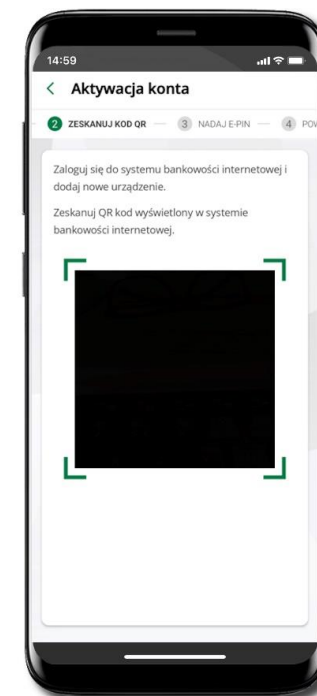 14:59
Aktywacja konta
2 ZESKANUJ KOD QR
3 NADAJ E-PIN
4 POW
Zaloguj się do systemu bankowości internetowej i
dodaj nowe urządzenie.
Zeskanuj QR kod wyświetlony w systemie
bankowości internetowej.